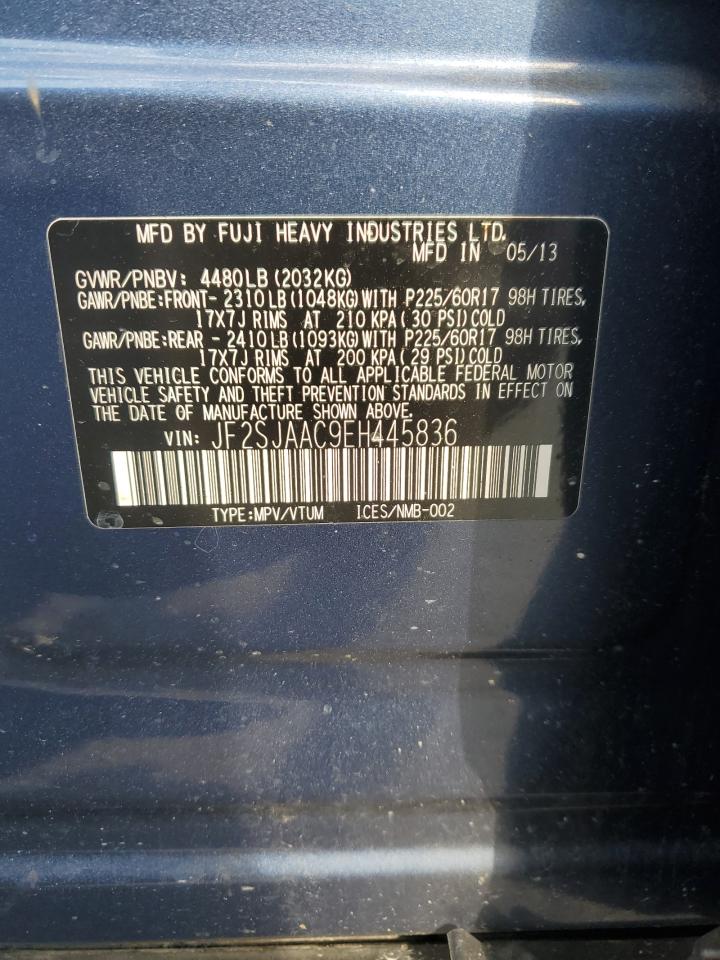 MFD BY FUJI HEAVY INDUSTRIES LTD.
MFD IN 05/13
GVWR/PNBV: 4480LB (2032KG)
GAWR/PNBE:FRONT- 2310LB(1048KG)WITH P225/60R17 98H TIRES,
17X7J RIMS AT 210 KPA( 30 PSI)COLD
GAWR/PNBE:REAR - 2410LB(1093KG)WITH P225/60R17 98H TIRES,
17X7J RIMS AT 200 KPA( 29 PSI)COLD
THIS VEHICLE CONFORMS TO ALL APPLICABLE FEDERAL MOTOR
VEHICLE SAFETY AND THEFT PREVENTION STANDARDS IN EFFECT ON
THE DATE OF MANUFACTURE SHOWN ABOVE.
VIN: JF2SJAAC9EH445836
TYPE:MPV/VTUM ICES/NMB-002